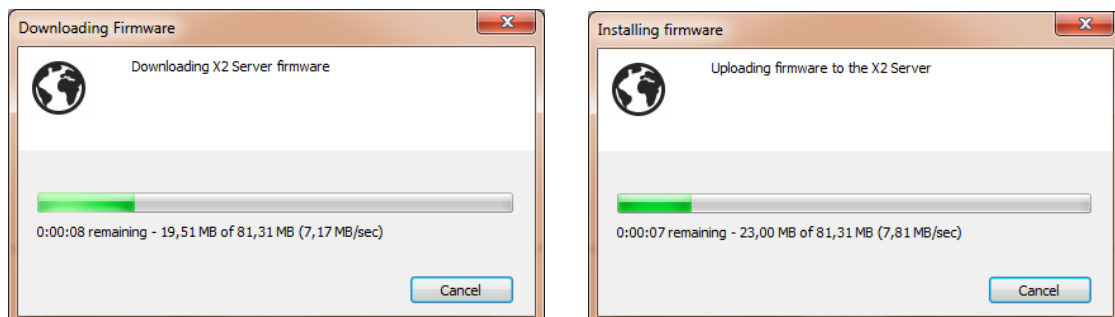 Downloading Firmware
Downloading X2 Server firmware
0:00:08 remaining - 19,51 MB of 81,31 MB (7,17 MB/sec)
Cancel
Installing firmware
Uploading firmware to the X2 Server
0:00:07 remaining - 23,00 MB of 81,31 MB (7,81 MB/sec)
Cancel